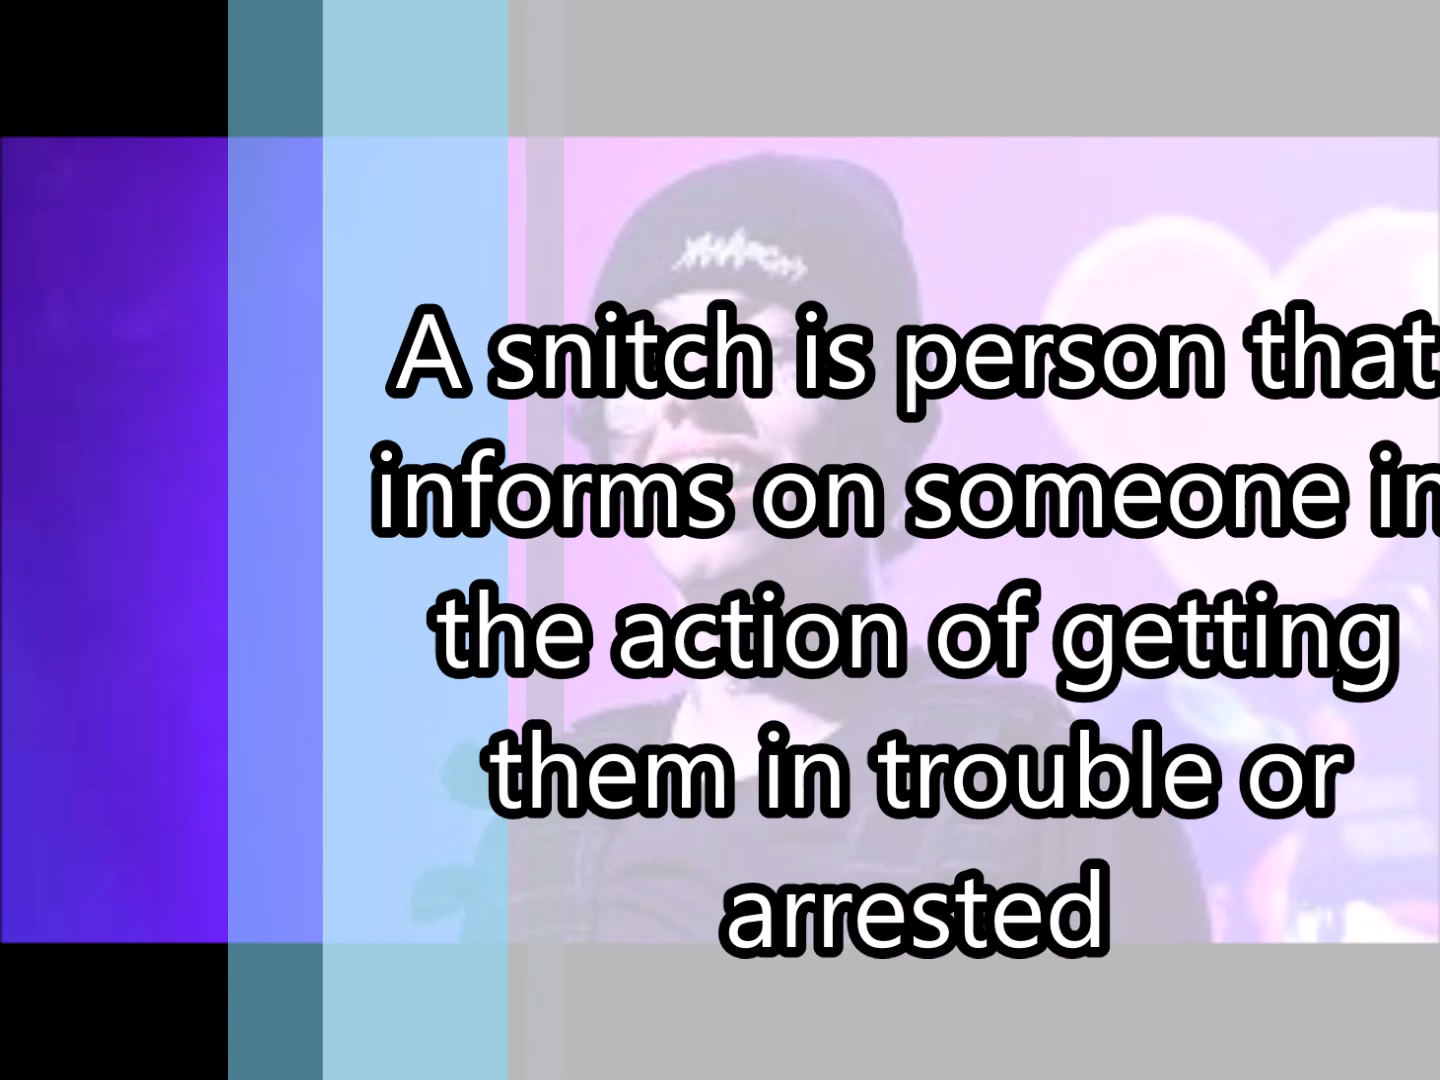 A snitch is person that
informs on someone in
the action of getting
them in trouble or
arrested